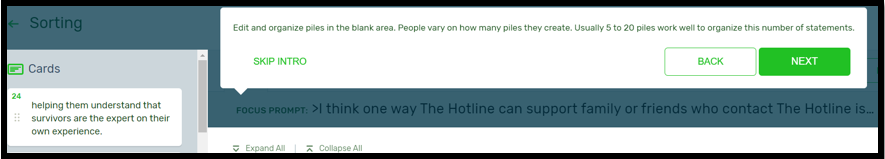 Sorting
Edit and organize piles in the blank area. People vary on how many piles they create. Usually 5 to 20 piles work well to organize this number of statements.
SKIP INTRO
BACK
NEXT
Cards
24
helping them understand that
survivors are the expert on their
own experience.
FOCUS PROMPT: >I think one way The Hotline can support family or friends who contact The Hotline is...
Expand All | Collapse All